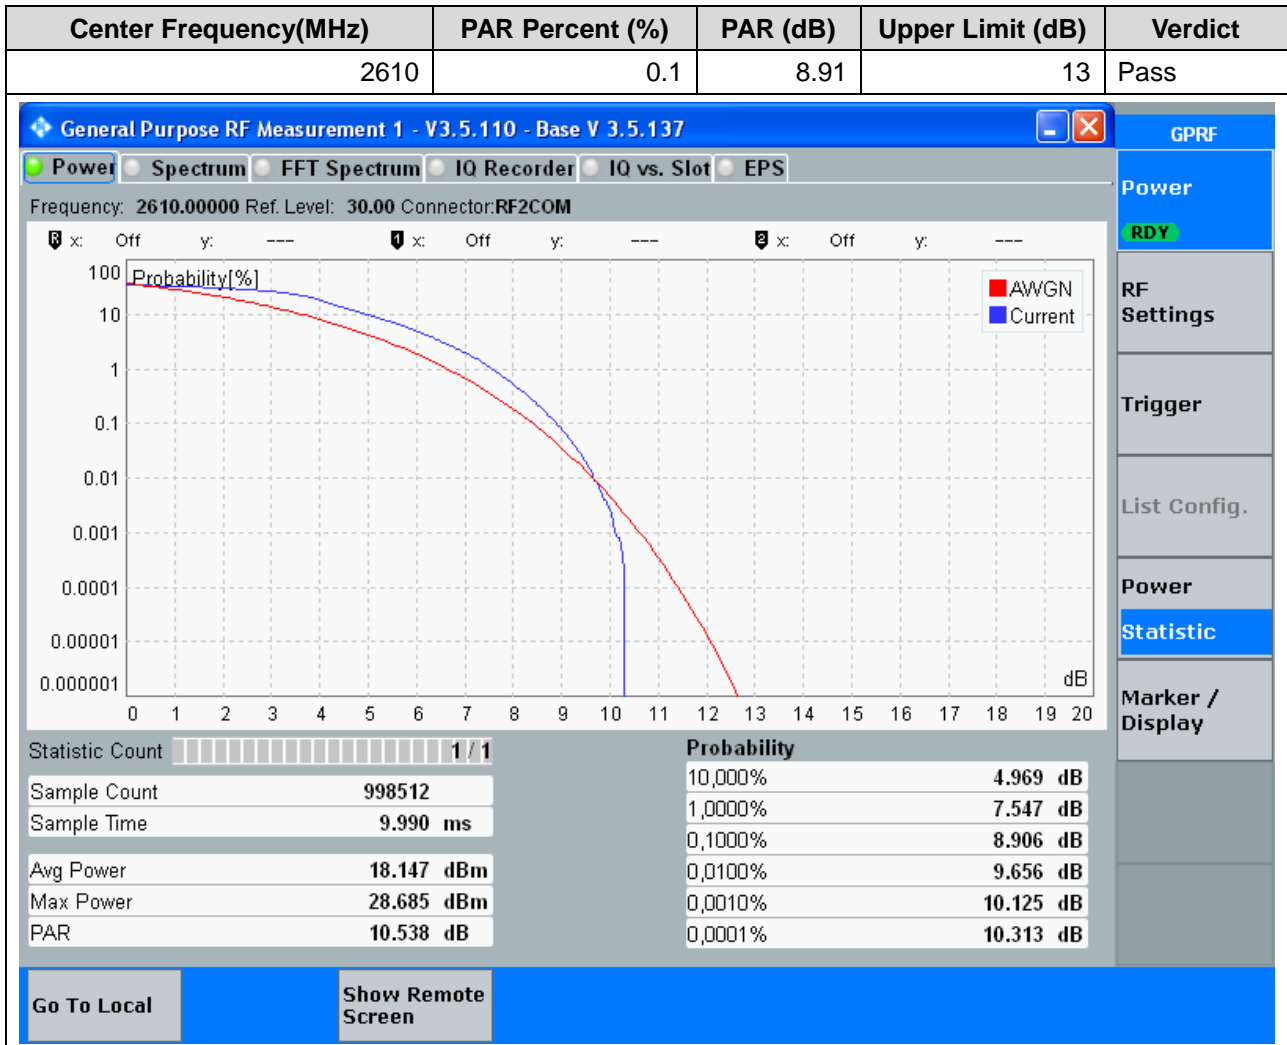 Center Frequency(MHz) PAR Percent (%) PAR (dB) Upper Limit (dB) Verdict
2610 0.1 8.91 13 Pass
General Purpose RF Measurement 1 - V3.5.110 - Base V 3.5.137
GPRF
Power Spectrum FFT Spectrum IQ Recorder IQ vs. Slot EPS
Power
RDY
Frequency: 2610.00000 Ref. Level: 30.00 Connector:RF2COM
R x: Off y: --- 1 x: Off y: --- 2 x: Off y: ---
Probability[%]
AWGN
Current
100
10
1
0.1
0.01
0.001
0.0001
0.00001
0.000001
dB
0 1 2 3 4 5 6 7 8 9 10 11 12 13 14 15 16 17 18 19 20
RF
Settings
Trigger
List Config.
Power
Statistic
Marker /
Display
Statistic Count 1 / 1
Sample Count 998512
Sample Time 9.990 ms
Avg Power 18.147 dBm
Max Power 28.685 dBm
PAR 10.538 dB
Probability
10,000% 4.969 dB
1,0000% 7.547 dB
0,1000% 8.906 dB
0,0100% 9.656 dB
0,0010% 10.125 dB
0,0001% 10.313 dB
Go To Local
Show Remote
Screen